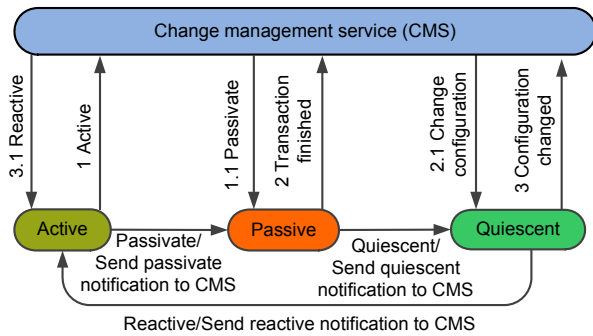 Change management service (CMS)
3.1 Reactive
1 Active
1.1 Passivate
2 Transaction
finished
2.1 Change
configuration
3 Configuration
changed
Active
Passive
Quiescent
Passivate/
Send passivate
notification to CMS
Quiescent/
Send quiescent
notification to CMS
Reactive/Send reactive notification to CMS